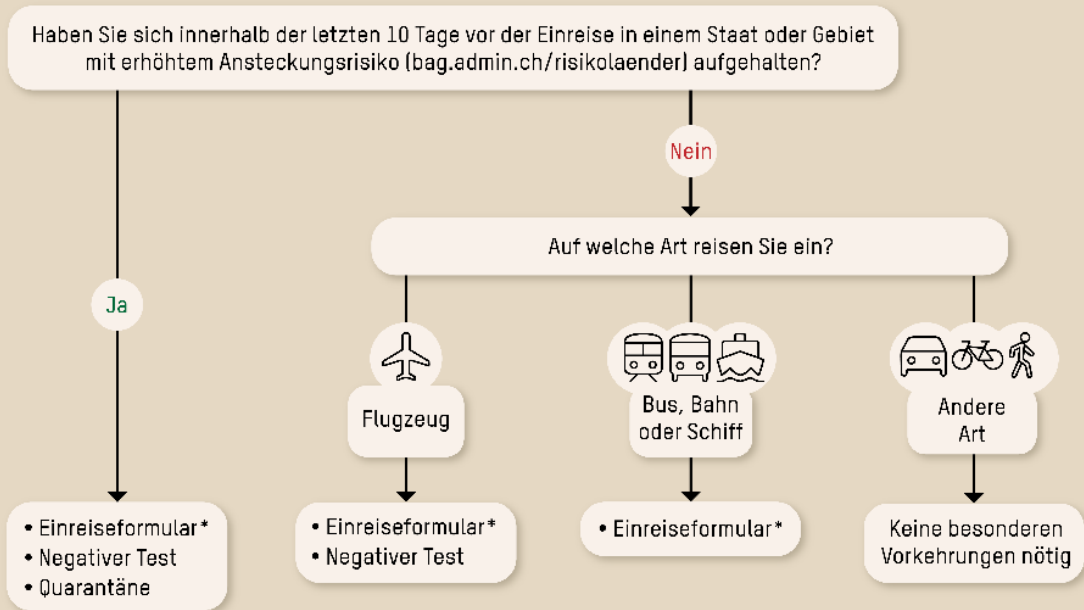 Haben Sie sich innerhalb der letzten 10 Tage vor der Einreise in einem Staat oder Gebiet
mit erhöhtem Ansteckungsrisiko (bag.admin.ch/risikolaender) aufgehalten?
Nein
Auf welche Art reisen Sie ein?
Ja
Flugzeug
Bus, Bahn
oder Schiff
Andere
Art
• Einreiseformular*
• Negativer Test
• Quarantäne
• Einreiseformular*
• Negativer Test
• Einreiseformular*
Keine besonderen
Vorkehrungen nötig